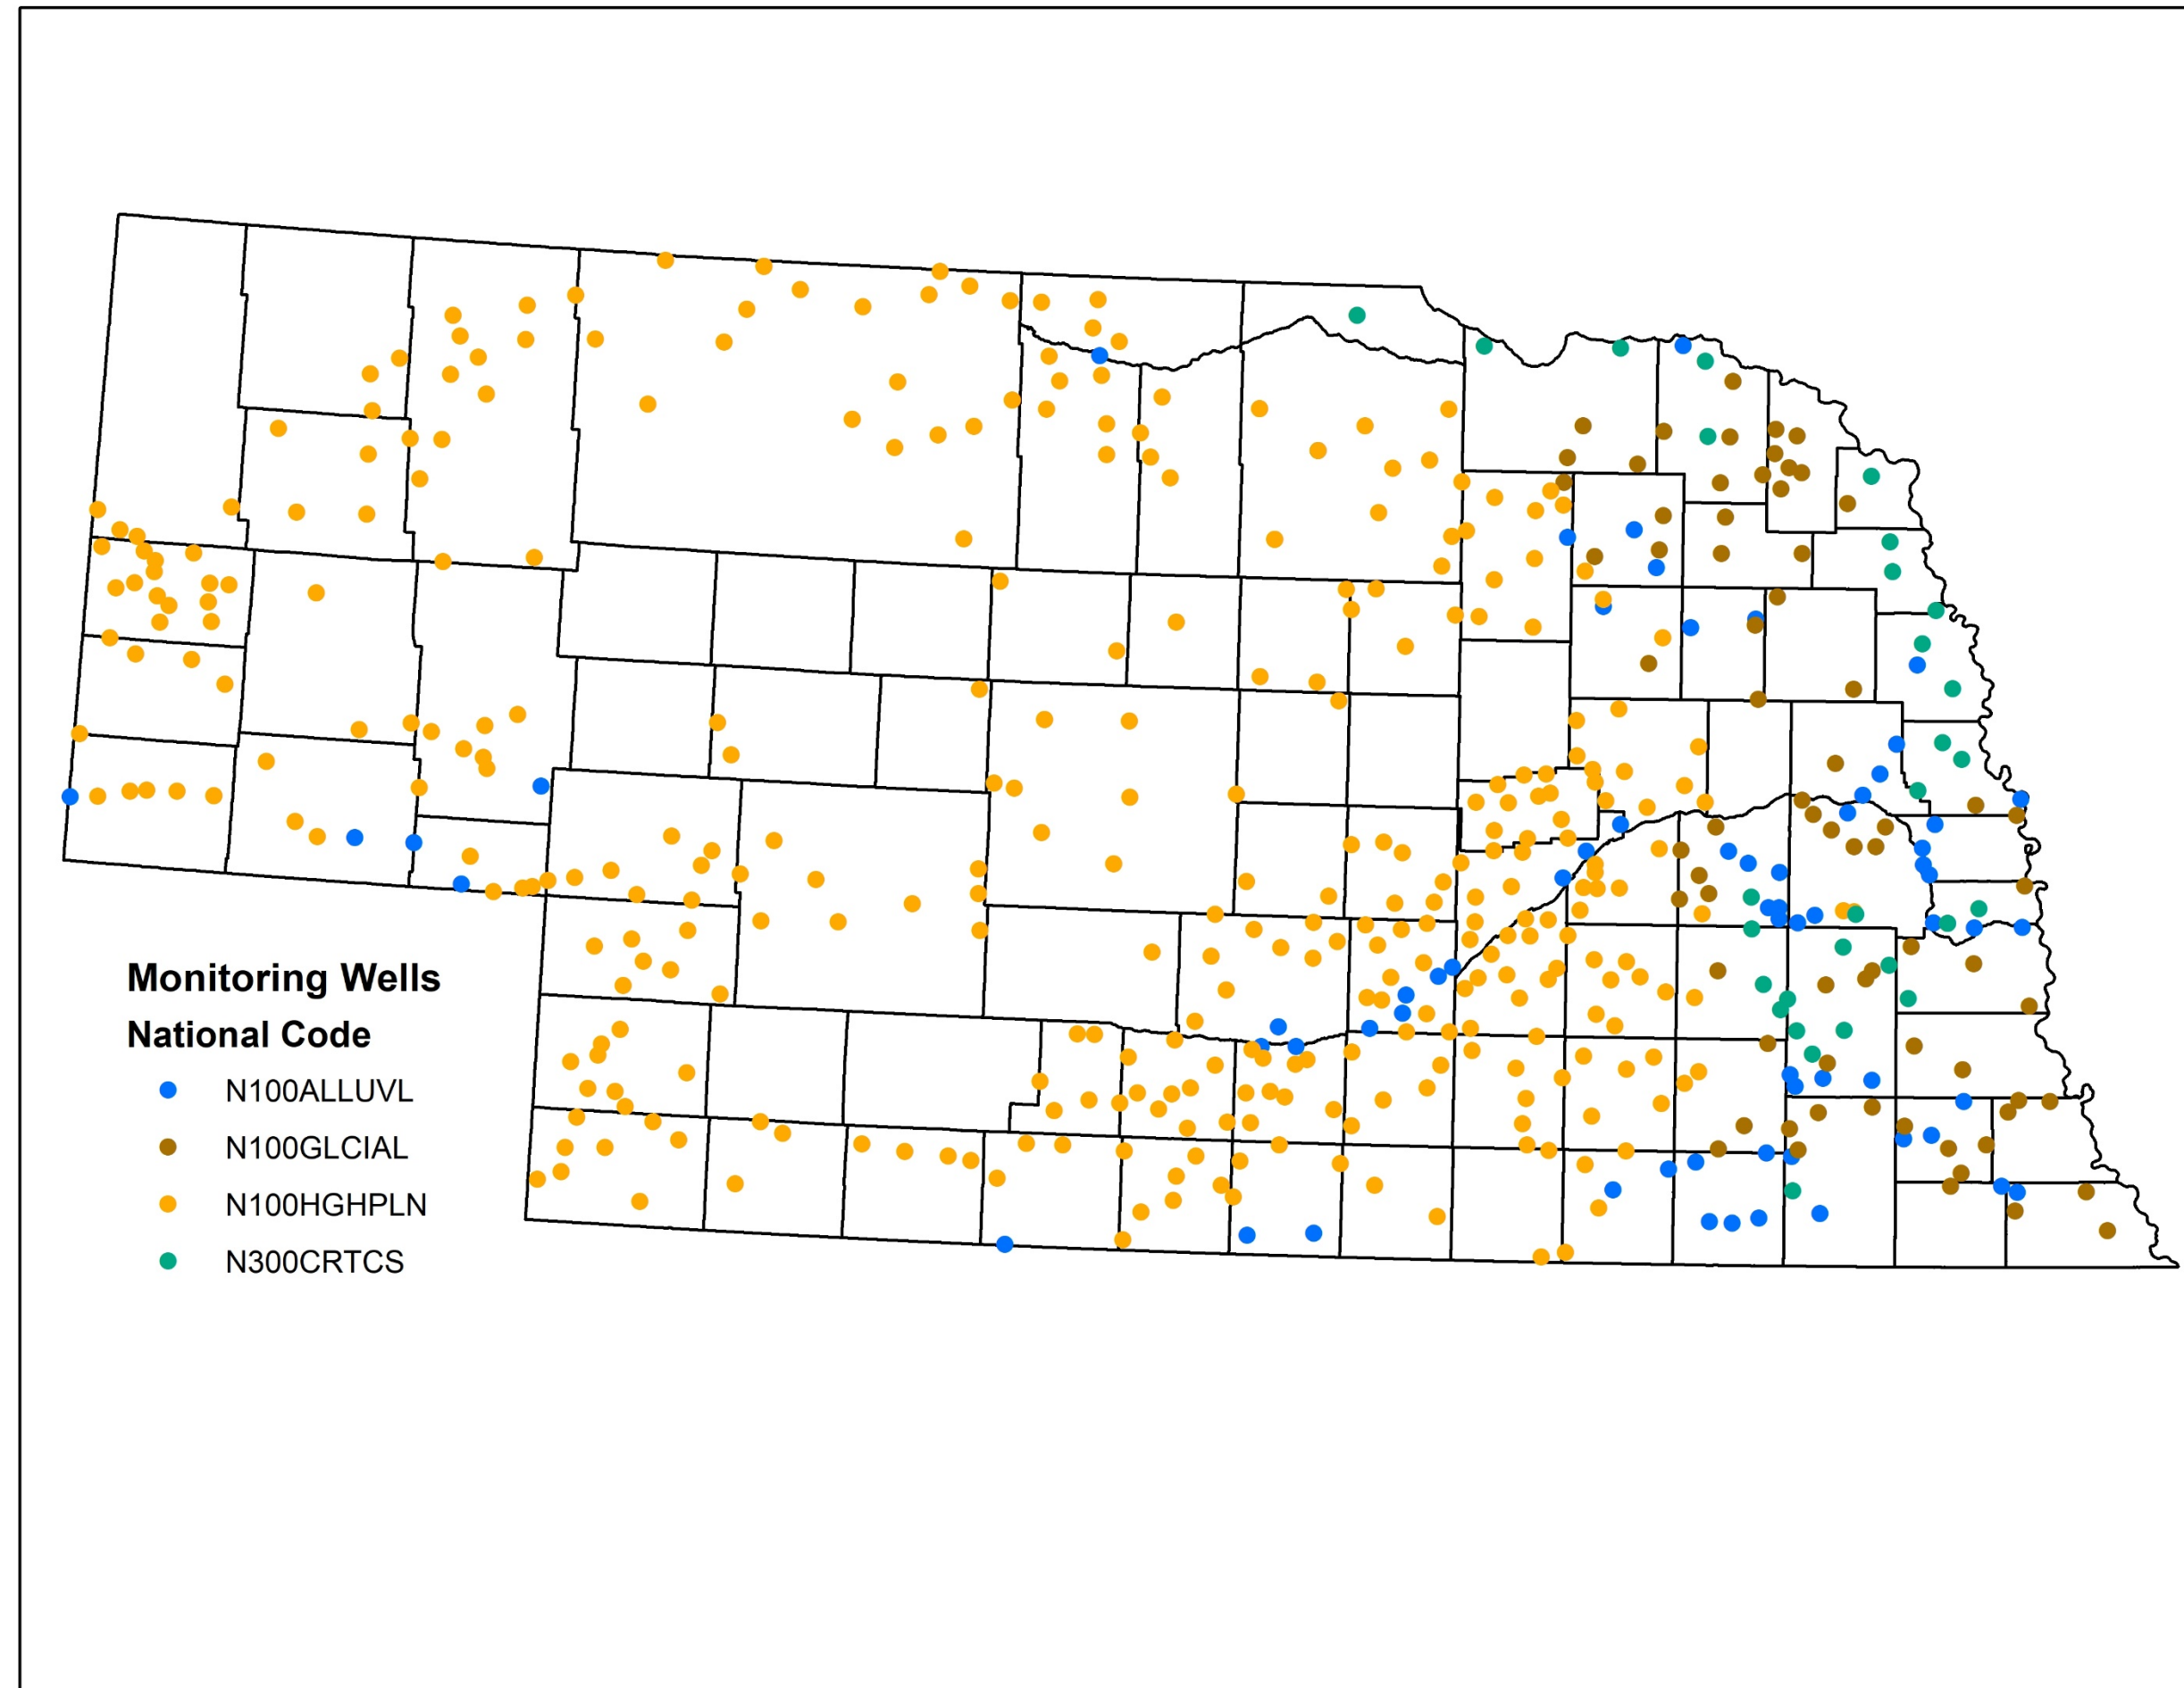 Monitoring Wells
National Code
N100ALLUVL
N100GLCIAL
N100HGHPLN
N300CRTCS